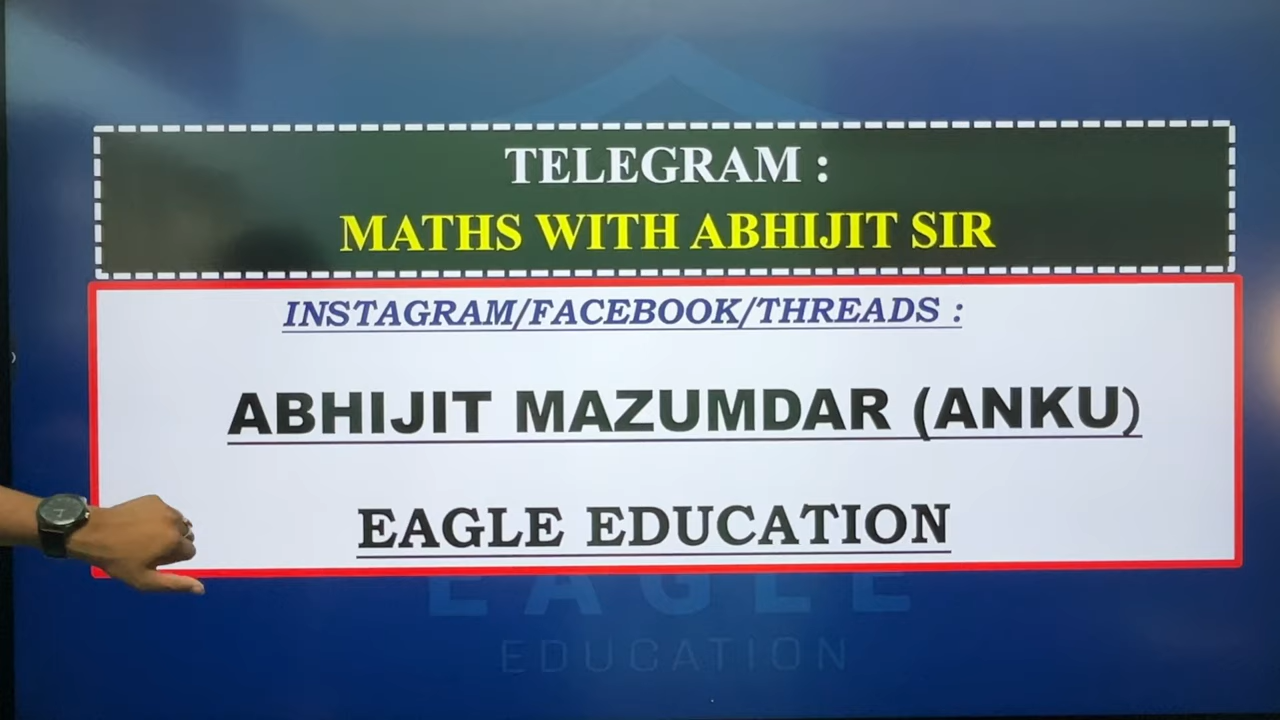 TELEGRAM :
MATHS WITH ABHIJIT SIR
INSTAGRAM/FACEBOOK/THREADS :
ABHIJIT MAZUMDAR (ANKU)
EAGLE EDUCATION
EAGLE
EDUCATION